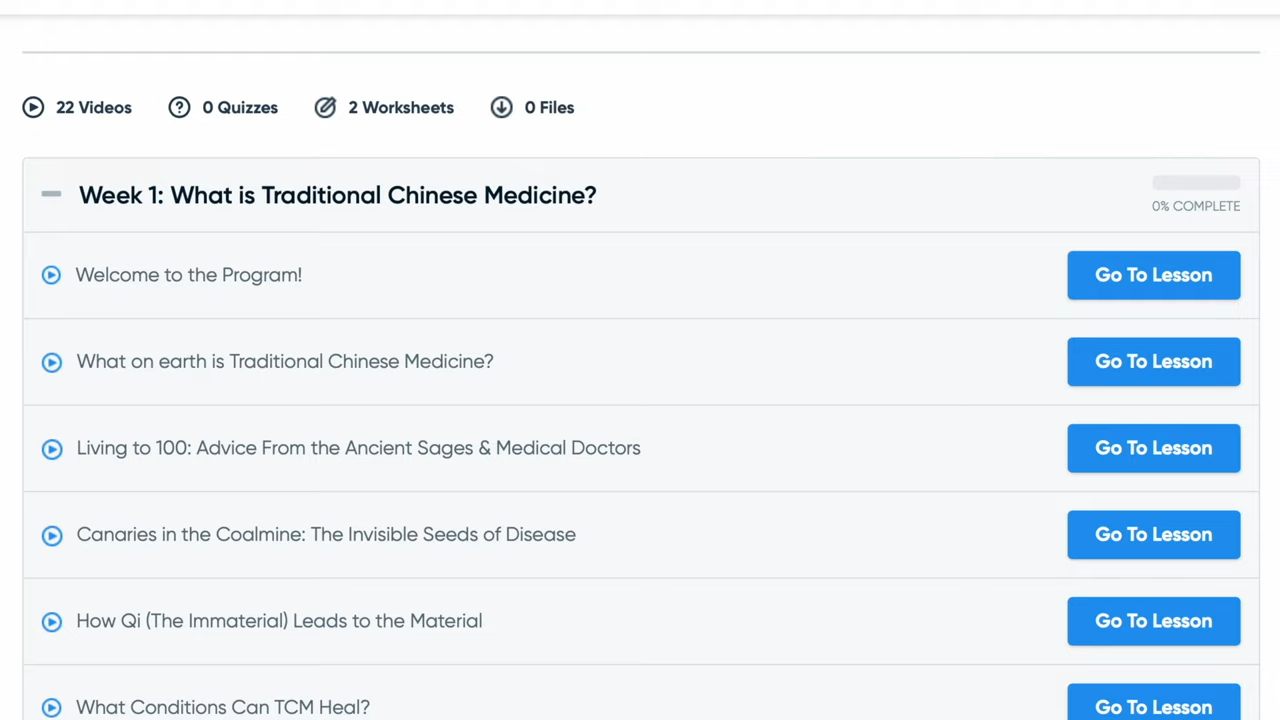 22 Videos 0 Quizzes 2 Worksheets 0 Files
Week 1: What is Traditional Chinese Medicine?
0% COMPLETE
Welcome to the Program! Go To Lesson
What on earth is Traditional Chinese Medicine? Go To Lesson
Living to 100: Advice From the Ancient Sages & Medical Doctors Go To Lesson
Canaries in the Coalmine: The Invisible Seeds of Disease Go To Lesson
How Qi (The Immaterial) Leads to the Material Go To Lesson
What Conditions Can TCM Heal? Go To Lesson